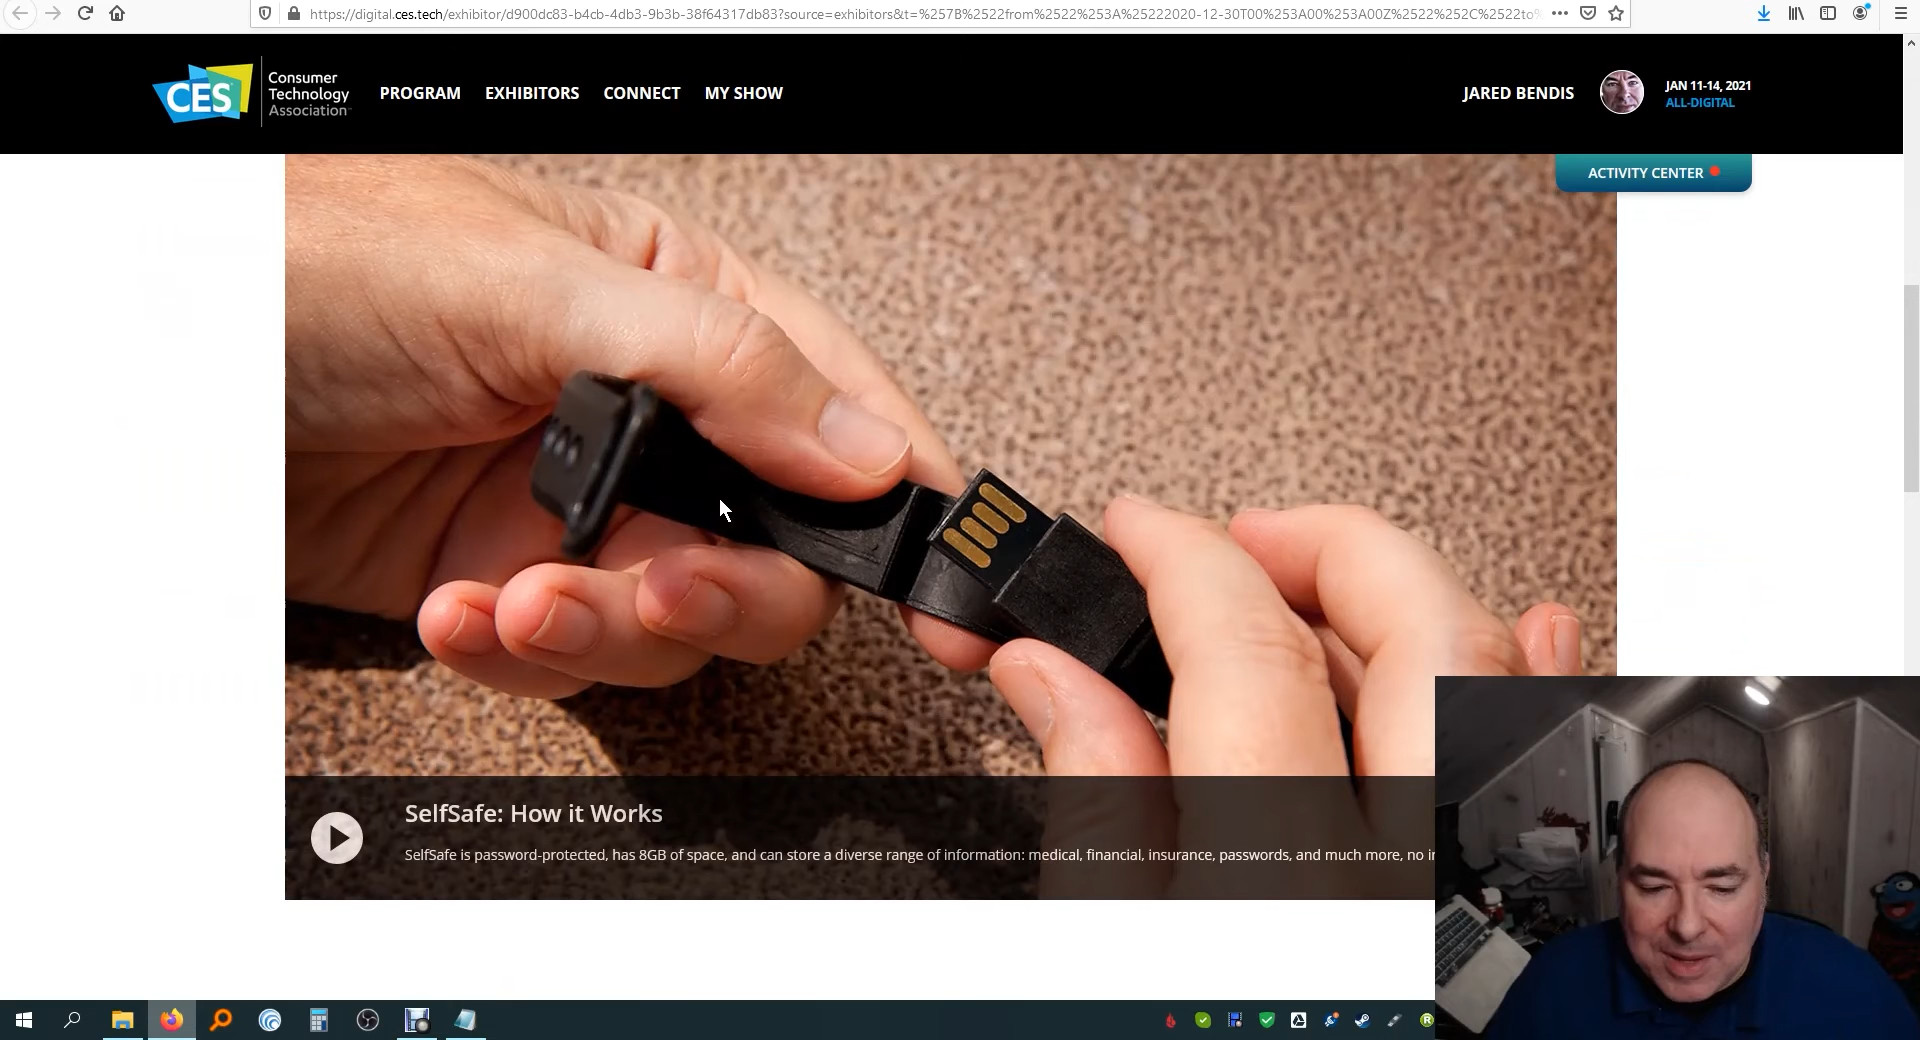 https://digital.ces.tech/exhibitor/d900dc83-b4cb-4db3-9b3b-38f64317db83?source=exhibitors&t=%257B%2522from%2522%253A%25222020-12-30T00%253A00%253A00Z%2522%252C%2522to%
CES
Consumer
Technology
Association
PROGRAM EXHIBITORS CONNECT MY SHOW
JARED BENDIS
JAN 11-14, 2021
ALL-DIGITAL
ACTIVITY CENTER
SelfSafe: How it Works
SelfSafe is password-protected, has 8GB of space, and can store a diverse range of information: medical, financial, insurance, passwords, and much more, no